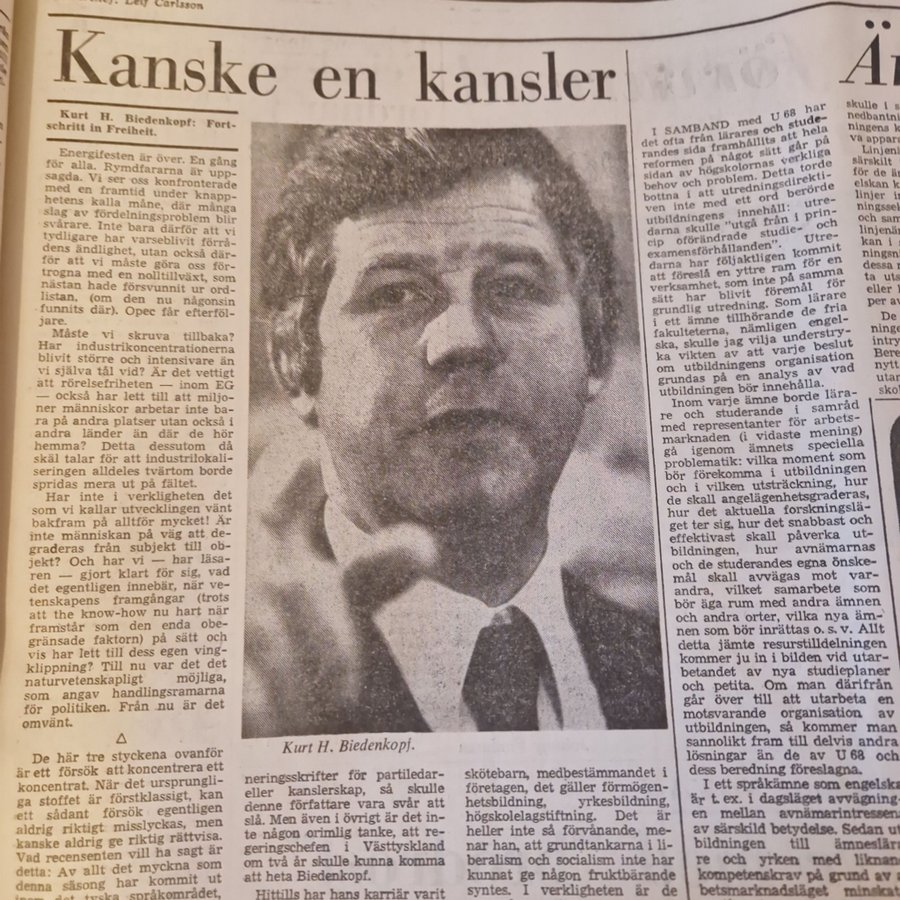 Leif Carlsson
Kanske en kansler
Kurt H. Biedenkopf: Fort-
schritt in Freiheit.
Energifesten är över. En gång
för alla. Rymdfararna är upp-
sagda. Vi ser oss konfronterade
med en framtid under knapp-
hetens kalla måne, där många
slag av fördelningsproblem blir
svårare. Inte bara därför att vi
tydligare har varseblivit förrå-
dens ändlighet, utan också där-
för att vi måste göra oss för-
trogna med en nolltillväxt, som
nästan hade försvunnit ur ord-
listan. (om den nu någonsin
funnits där). Opec får efterföl-
jare.
Måste vi skruva tillbaka?
Har industrikoncentrationerna
blivit större och intensivare än
vi själva tål vid? Är det vettigt
att rörelsefriheten — inom EG
— också har lett till att miljo-
ner människor arbetar inte ba-
ra på andra platser utan också i
andra länder än där de hör
hemma? Detta dessutom då
skäl talar för att industrilokali-
seringen alldeles tvärtom borde
spridas mera ut på fältet.
Har inte i verkligheten det
som vi kallar utvecklingen vänt
bakfram på alltför mycket! Är
inte människan på väg att de-
graderas från subjekt till ob-
jekt? Och har vi — har läsa-
ren — gjort klart för sig, vad
det egentligen innebär, när ve-
tenskapens framgångar (trots
att the know-how nu hart när
framstår som den enda obe-
gränsade faktorn) på sätt och
vis har lett till dess egen ving-
klippning? Till nu var det det
naturvetenskapligt möjliga,
som angav handlingsramarna
för politiken. Från nu är det
omvänt.
△
De här tre styckena ovanför
är ett försök att koncentrera ett
koncentrat. När det ursprungli-
ga stoffet är förstklassigt, kan
ett sådant försök egentligen
aldrig riktigt misslyckas, men
kanske aldrig ge riktig rättvisa.
Vad recensenten vill ha sagt är
detta: Av allt det myckna som
denna säsong har kommit ut
inom det tyska språkområdet,
Kurt H. Biedenkopf.
neringsskrifter för partiledar-
eller kanslerskap, så skulle
denne författare vara svår att
slå. Men även i övrigt är det in-
te någon orimlig tanke, att re-
geringschefen i Västtyskland
om två år skulle kunna komma
att heta Biedenkopf.
Hittills har hans karriär varit
skötebarn, medbestämmandet i
företagen, det gäller förmögen-
hetsbildning, yrkesbildning,
högskolelagstiftning. Det är
heller inte så förvånande, me-
nar han, att grundtankarna i li-
beralism och socialism inte har
kunnat ge någon fruktbärande
syntes. I verkligheten är de
I SAMBAND med U 68 har
det ofta från lärares och stude-
randes sida framhållits att hela
reformen på något sätt går på
sidan av högskolornas verkliga
behov och problem. Detta torde
bottna i att utredningsdirekti-
ven inte med ett ord berörde
utbildningens innehåll: utre-
darna skulle "utgå från i prin-
cip oförändrade studie- och
examensförhållanden". Utre-
darna har följaktligen kommit
att föreslå en yttre ram för en
verksamhet, som inte på samma
sätt har blivit föremål för
grundlig utredning. Som lärare
i ett ämne tillhörande de fria
fakulteterna, nämligen engel-
ska, skulle jag vilja understry-
ka vikten av att varje beslut
om utbildningens organisation
grundas på en analys av vad
utbildningen bör innehålla.
Inom varje ämne borde lära-
re och studerande i samråd
med representanter för arbets-
marknaden (i vidaste mening)
gå igenom ämnets speciella
problematik: vilka moment som
bör förekomma i utbildningen
och i vilken utsträckning, hur
de skall angelägenhetsgraderas,
hur det aktuella forskningslä-
get ter sig, hur det snabbast och
effektivast skall påverka ut-
bildningen, hur avnämarnas
och de studerandes egna önske-
mål skall avvägas mot var-
andra, vilket samarbete som
bör äga rum med andra ämnen
och andra orter, vilka nya äm-
nen som bör inrättas o. s. v. Allt
detta jämte resurstilldelningen
kommer ju in i bilden vid utar-
betandet av nya studieplaner
och petita. Om man därifrån
går över till att utarbeta en
motsvarande organisation av
utbildningen, så kommer man
sannolikt fram till delvis andra
lösningar än de av U 68 och
dess beredning föreslagna.
I ett språkämne som engelska
är t. ex. i dagsläget avvägning-
en mellan avnämarintressen
av särskild betydelse. Sedan ut-
bildningen till ämneslära-
re och yrken med liknan
kompetenskrav på grund av a
betsmarknadsläget minskat